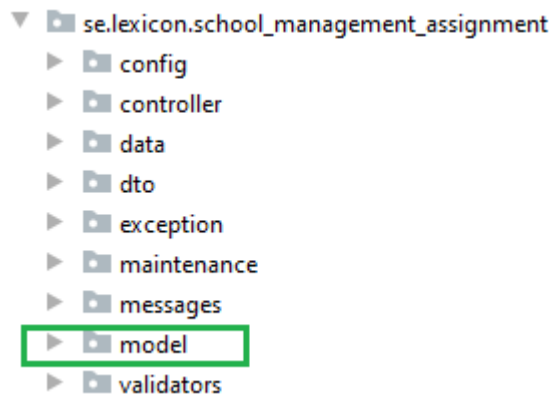 se.lexicon.school_management_assignment
config
controller
data
dto
exception
maintenance
messages
model
validators